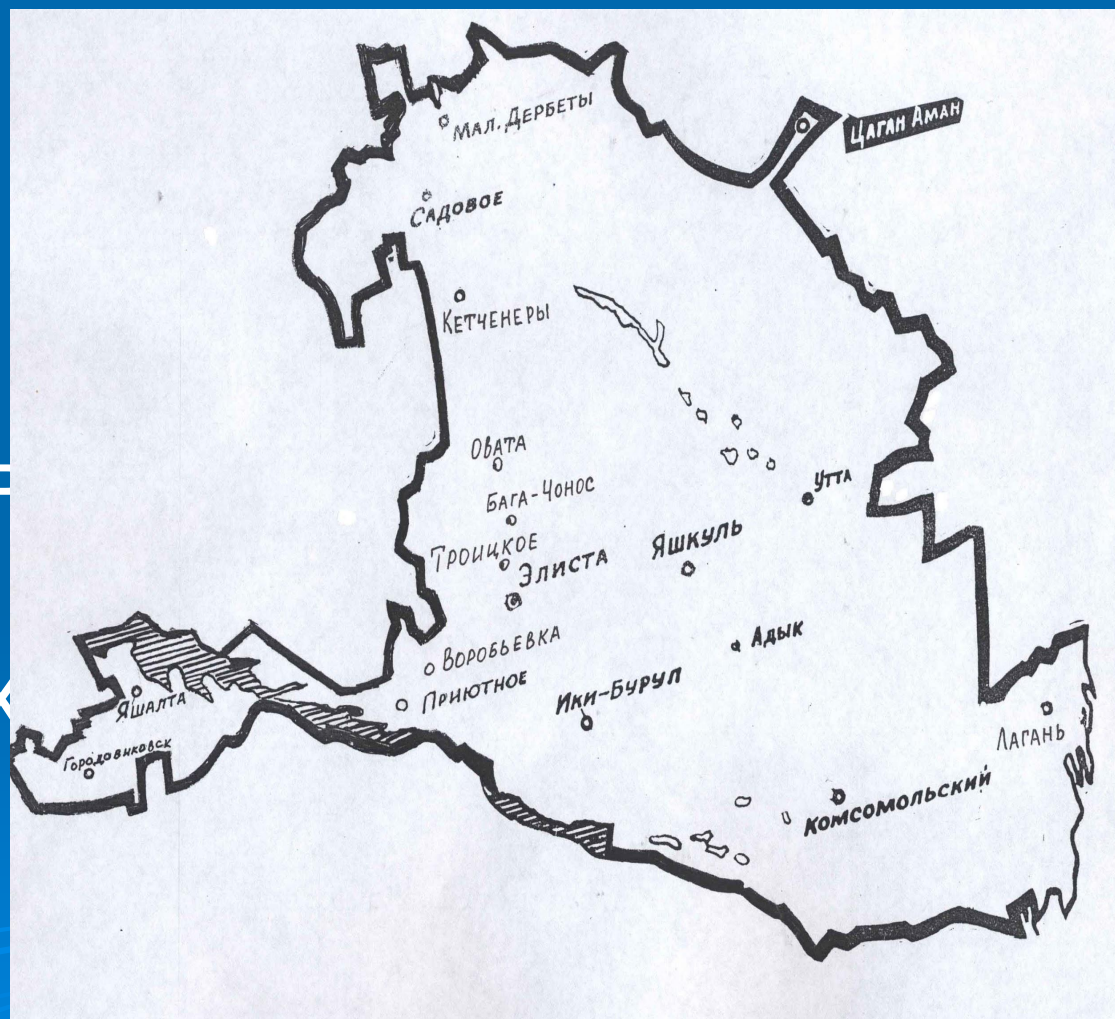 Мал. Дербеты
Цаган Аман
Садовое
Кетченеры
Овата
Бага-Чонос
Утта
Троицкое
Яшкуль
Элиста
Адык
Воробьевка
Приютное
Ики-Бурул
Яшалта
Лагань
Городовиковск
Комсомольский